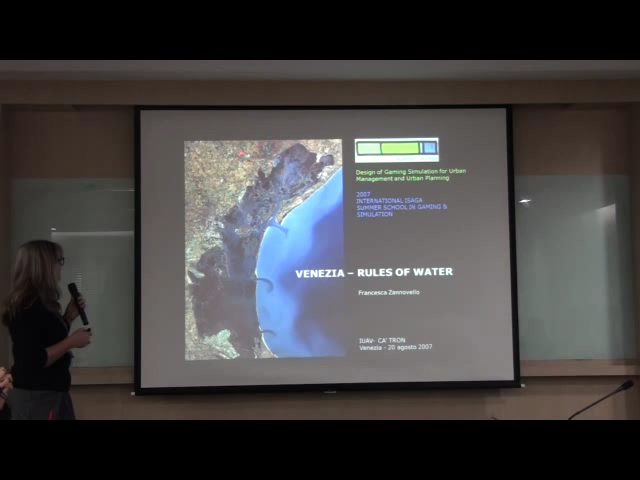 Design of Gaming Simulation for Urban
Management and Urban Planning
2007
INTERNATIONAL ISAGA
SUMMER SCHOOL IN GAMING &
SIMULATION
VENEZIA – RULES OF WATER
Francesca Zannovello
IUAV- CA' TRON
Venezia - 20 agosto 2007